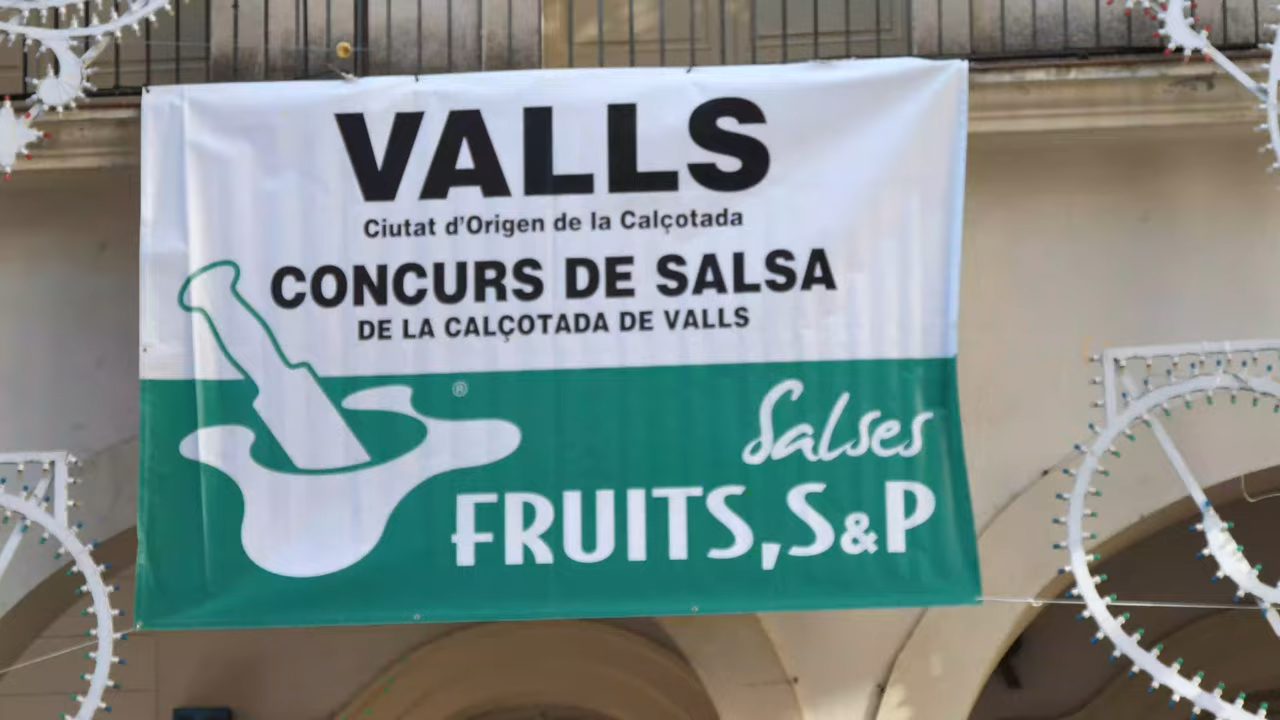 VALLS
Ciutat d'Origen de la Calçotada
CONCURS DE SALSA
DE LA CALÇOTADA DE VALLS
®
Salses
FRUITS, S&P